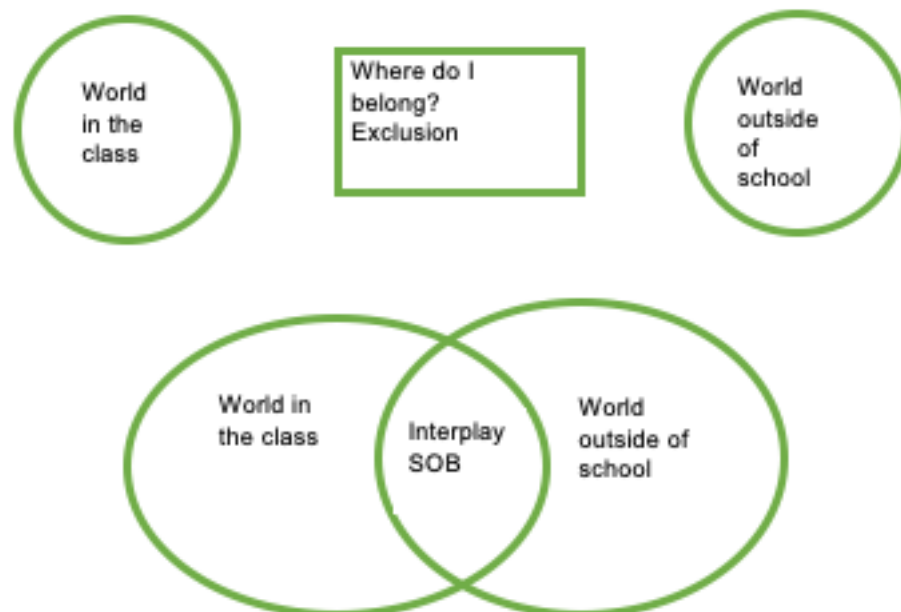 World
in the
class
Where do I
belong?
Exclusion
World
outside
of
school
World in
the class
Interplay
SOB
World
outside of
school